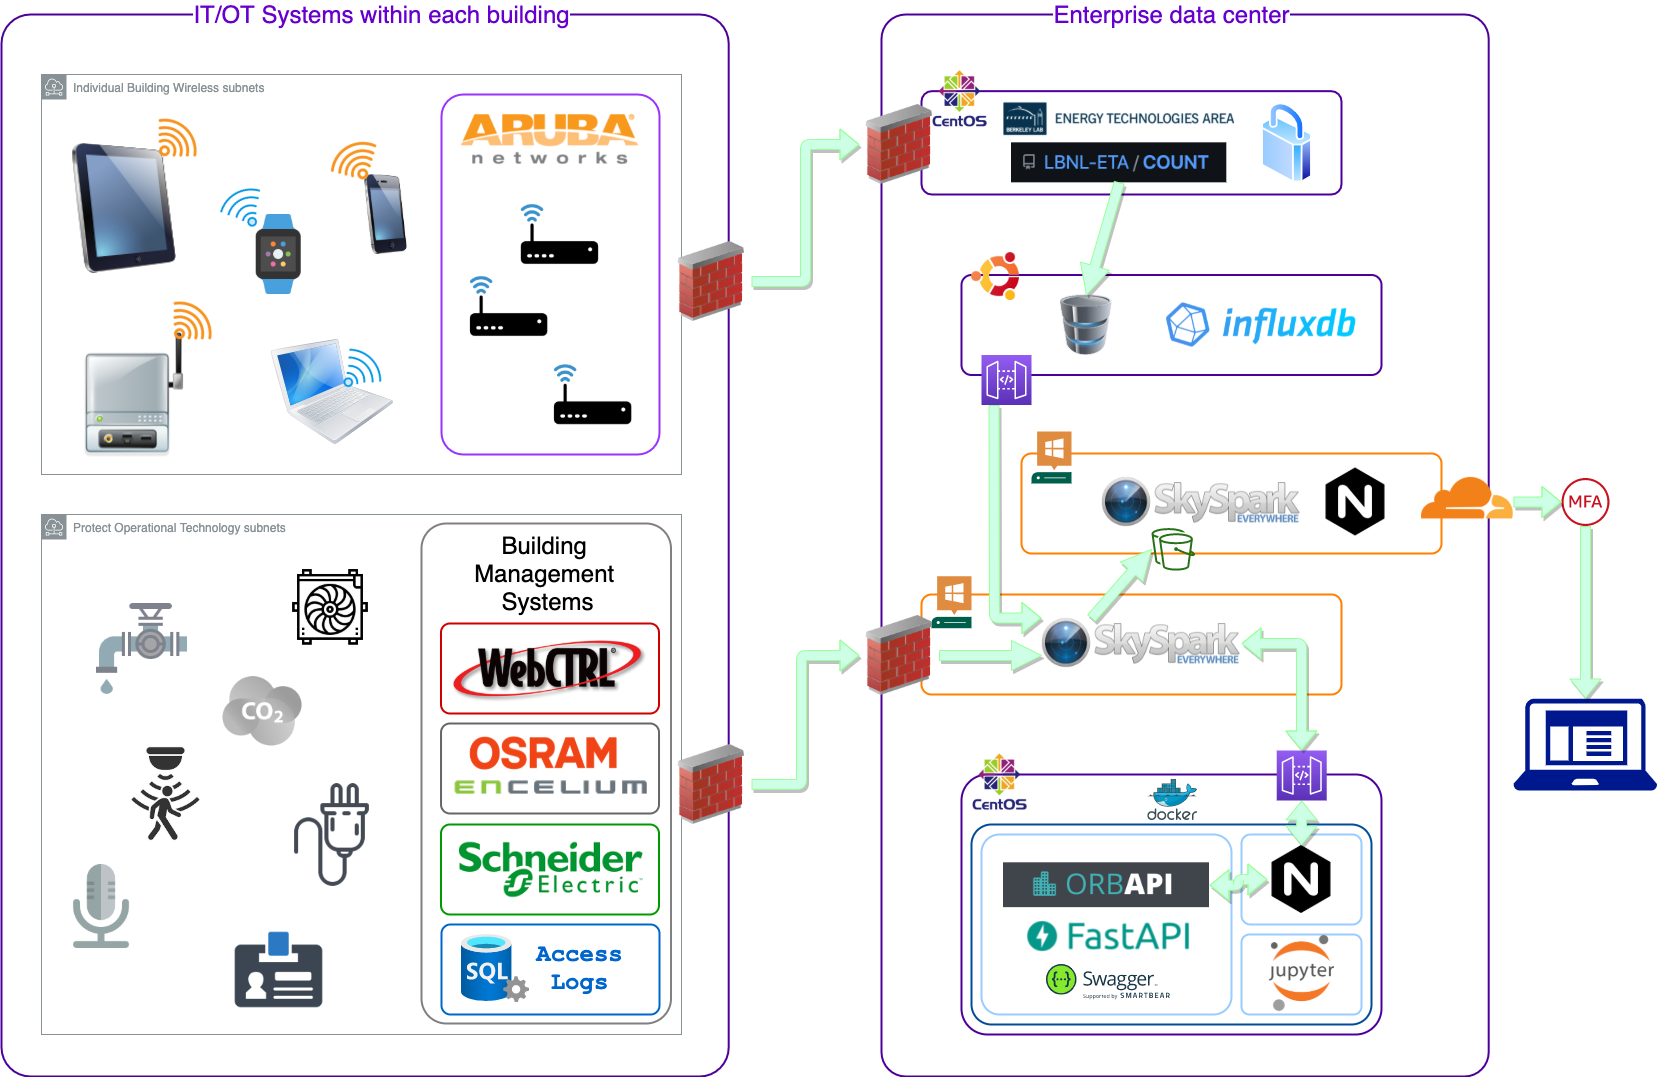 IT/OT Systems within each building
Individual Building Wireless subnets
ARUBA
networks
Protect Operational Technology subnets
CO2
Building
Management
Systems
WebCTRL®
OSRAM
ENCELIUM
Schneider
Electric
SQL
Access
Logs
Enterprise data center
CentOS
BERKELEY LAB
ENERGY TECHNOLOGIES AREA
LBNL-ETA / COUNT
influxdb
SkySpark
EVERYWHERE
N
MFA
SkySpark
EVERYWHERE
CentOS
docker
ORBAPI
N
FastAPI
Swagger
Supported by SMARTBEAR
jupyter